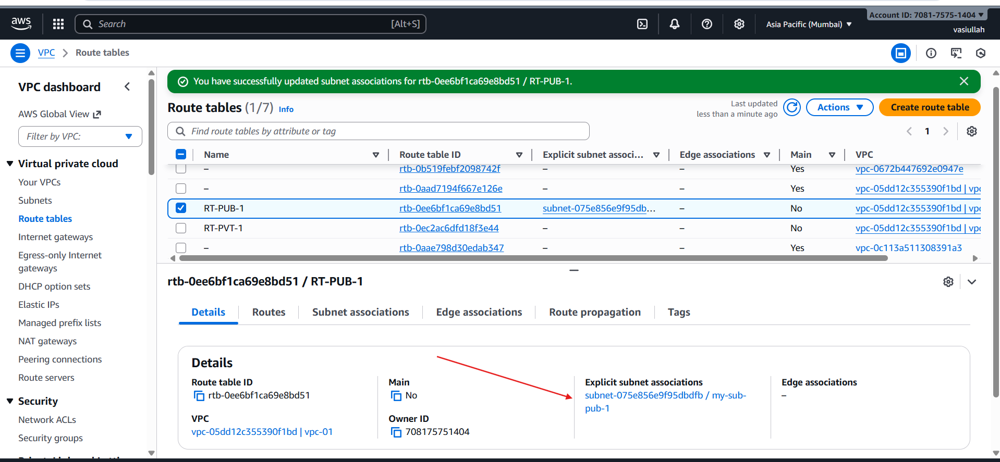 aws
Search
[Alt+S]
Asia Pacific (Mumbai)
Account ID: 7081-7575-1404
vasiullah
VPC
Route tables
VPC dashboard
AWS Global View
Filter by VPC:
Virtual private cloud
Your VPCs
Subnets
Route tables
Internet gateways
Egress-only Internet
gateways
DHCP option sets
Elastic IPs
Managed prefix lists
NAT gateways
Peering connections
Route servers
Security
Network ACLs
Security groups
You have successfully updated subnet associations for rtb-0ee6bf1ca69e8bd51 / RT-PUB-1.
Route tables (1/7) Info
Last updated
less than a minute ago
Actions
Create route table
Find route tables by attribute or tag
1
Name Route table ID Explicit subnet associ... Edge associations Main VPC
– rtb-0b519febf2098742f – – Yes vpc-0672b447692e0947e
– rtb-0aad7194f667e126e – – Yes vpc-05dd12c355390f1bd | vpc
RT-PUB-1 rtb-0ee6bf1ca69e8bd51 subnet-075e856e9f95db... – No vpc-05dd12c355390f1bd | vpc
RT-PVT-1 rtb-0ec2ac6dfd18f3e44 – – No vpc-05dd12c355390f1bd | vpc
– rtb-0aae798d30edab347 – – Yes vpc-0c113a511308391a3
rtb-0ee6bf1ca69e8bd51 / RT-PUB-1
Details Routes Subnet associations Edge associations Route propagation Tags
Details
Route table ID
rtb-0ee6bf1ca69e8bd51
VPC
vpc-05dd12c355390f1bd | vpc-01
Main
No
Owner ID
708175751404
Explicit subnet associations
subnet-075e856e9f95dbdfb / my-sub-
pub-1
Edge associations
–